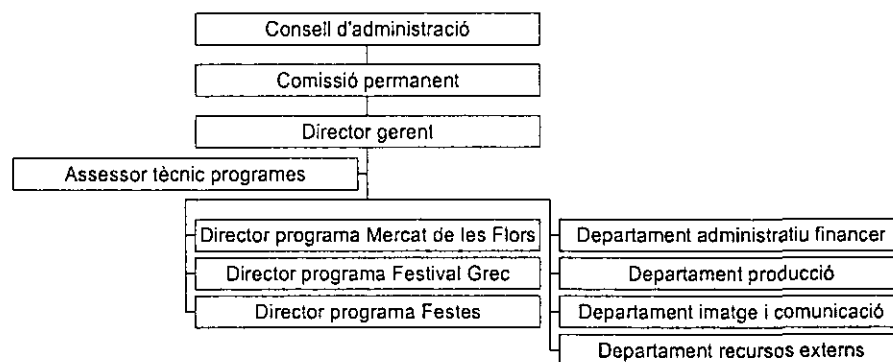 Consell d'administració
Comissió permanent
Director gerent
Assessor tècnic programes
Director programa Mercat de les Flors
Director programa Festival Grec
Director programa Festes
Departament administratiu financer
Departament producció
Departament imatge i comunicació
Departament recursos externs